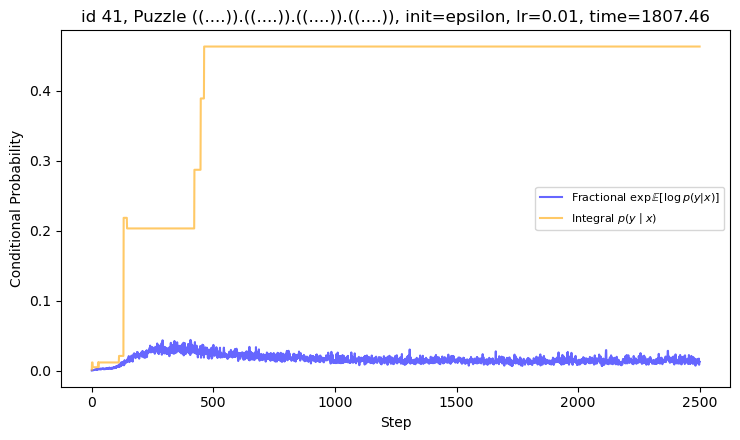 id 41, Puzzle ((....)).((....)).((....)).((....)), init=epsilon, lr=0.01, time=1807.46
Conditional Probability
0.4
0.3
0.2
0.1
0.0
Fractional exp𝔼[log p(y|x)]
Integral p(y | x)
0
500
1000
1500
2000
2500
Step